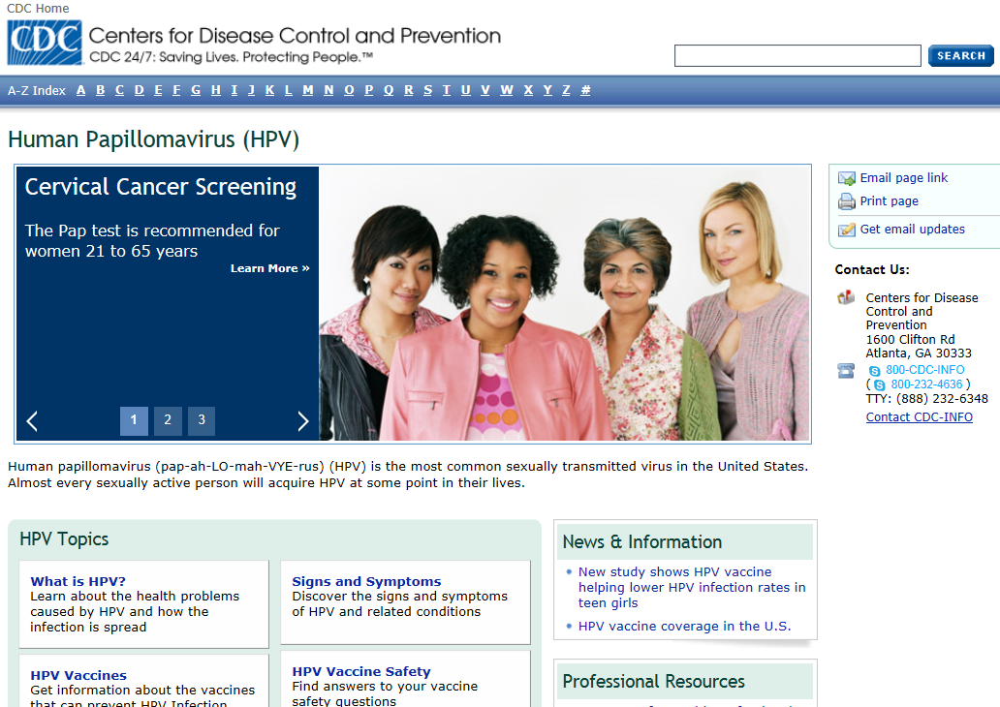 CDC Home
CDC Centers for Disease Control and Prevention
CDC 24/7: Saving Lives. Protecting People.™
SEARCH
A-Z Index A B C D E F G H I J K L M N O P Q R S T U V W X Y Z #
Human Papillomavirus (HPV)
Cervical Cancer Screening
The Pap test is recommended for
women 21 to 65 years
Learn More »
1 2 3
Email page link
Print page
Get email updates
Contact Us:
Centers for Disease
Control and
Prevention
1600 Clifton Rd
Atlanta, GA 30333
800-CDC-INFO
(800-232-4636)
TTY: (888) 232-6348
Contact CDC-INFO
Human papillomavirus (pap-ah-LO-mah-VYE-rus) (HPV) is the most common sexually transmitted virus in the United States.
Almost every sexually active person will acquire HPV at some point in their lives.
HPV Topics
What is HPV?
Learn about the health problems
caused by HPV and how the
infection is spread
Signs and Symptoms
Discover the signs and symptoms
of HPV and related conditions
HPV Vaccines
Get information about the vaccines
that can prevent HPV Infection
HPV Vaccine Safety
Find answers to your vaccine
safety questions
News & Information
New study shows HPV vaccine
helping lower HPV infection rates in
teen girls
HPV vaccine coverage in the U.S.
Professional Resources